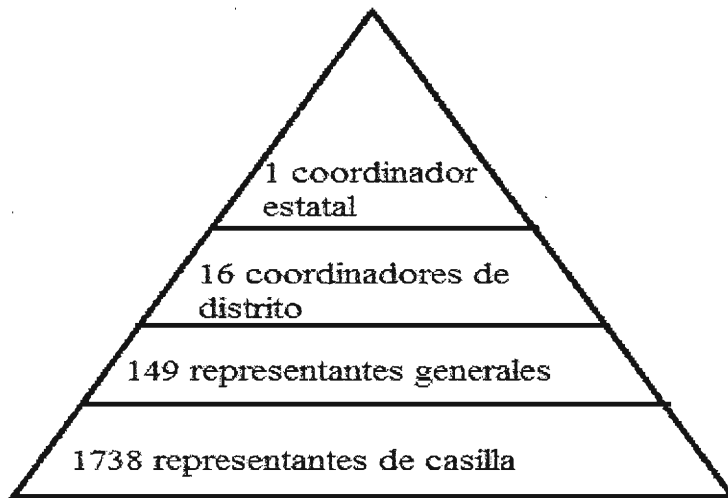 1 coordinador
estatal
16 coordinadores de
distrito
149 representantes generales
1738 representantes de casilla